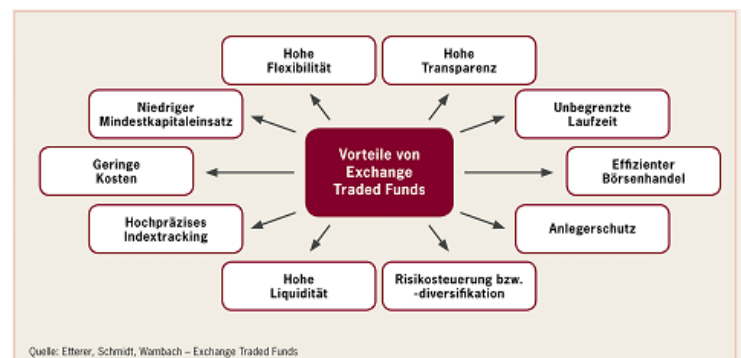 Hohe
Flexibilität
Hohe
Transparenz
Niedriger
Mindestkapitaleinsatz
Unbegrenzte
Laufzeit
Vorteile von
Exchange
Traded Funds
Geringe
Kosten
Effizienter
Börsenhandel
Hochpräzises
Indextracking
Anlegerschutz
Hohe
Liquidität
Risikosteuerung bzw.
-diversifikation
Quelle: Etterer, Schmidt, Wambach – Exchange Traded Funds